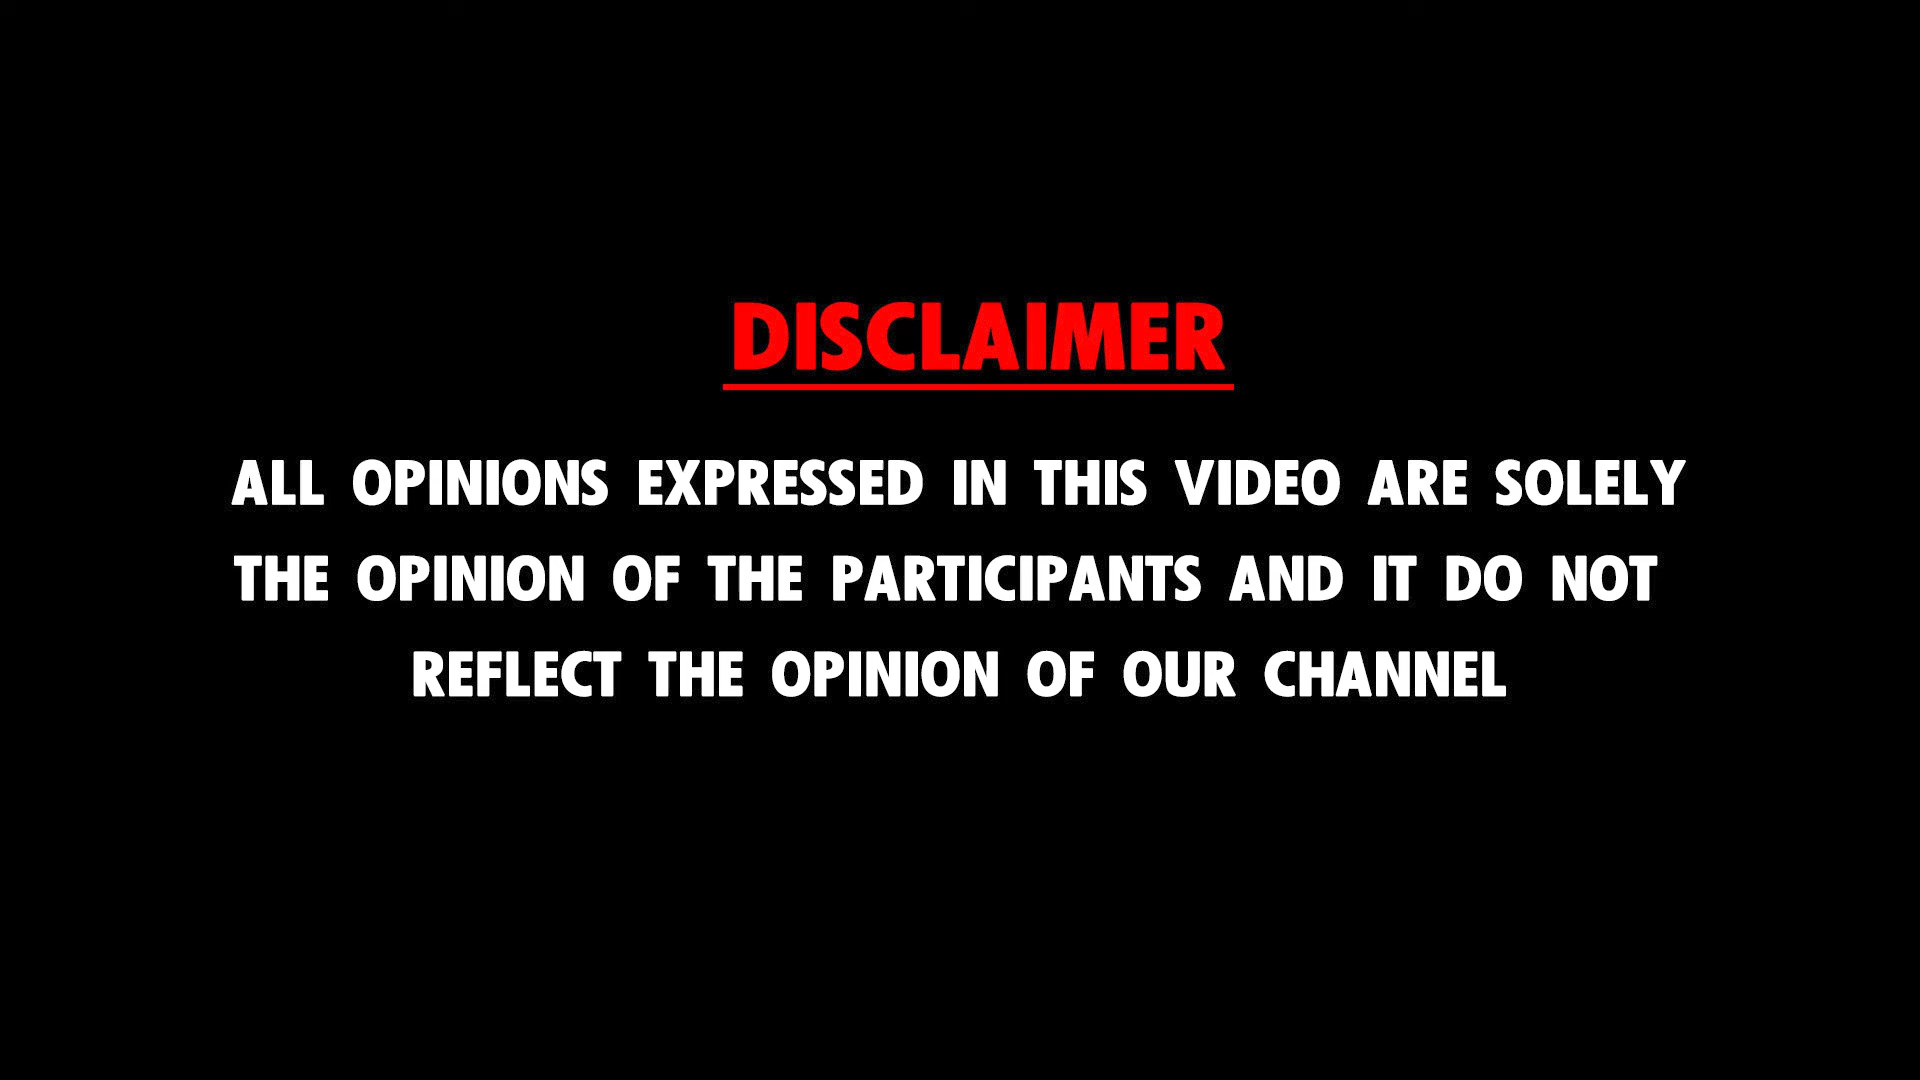 DISCLAIMER
ALL OPINIONS EXPRESSED IN THIS VIDEO ARE SOLELY
THE OPINION OF THE PARTICIPANTS AND IT DO NOT
REFLECT THE OPINION OF OUR CHANNEL